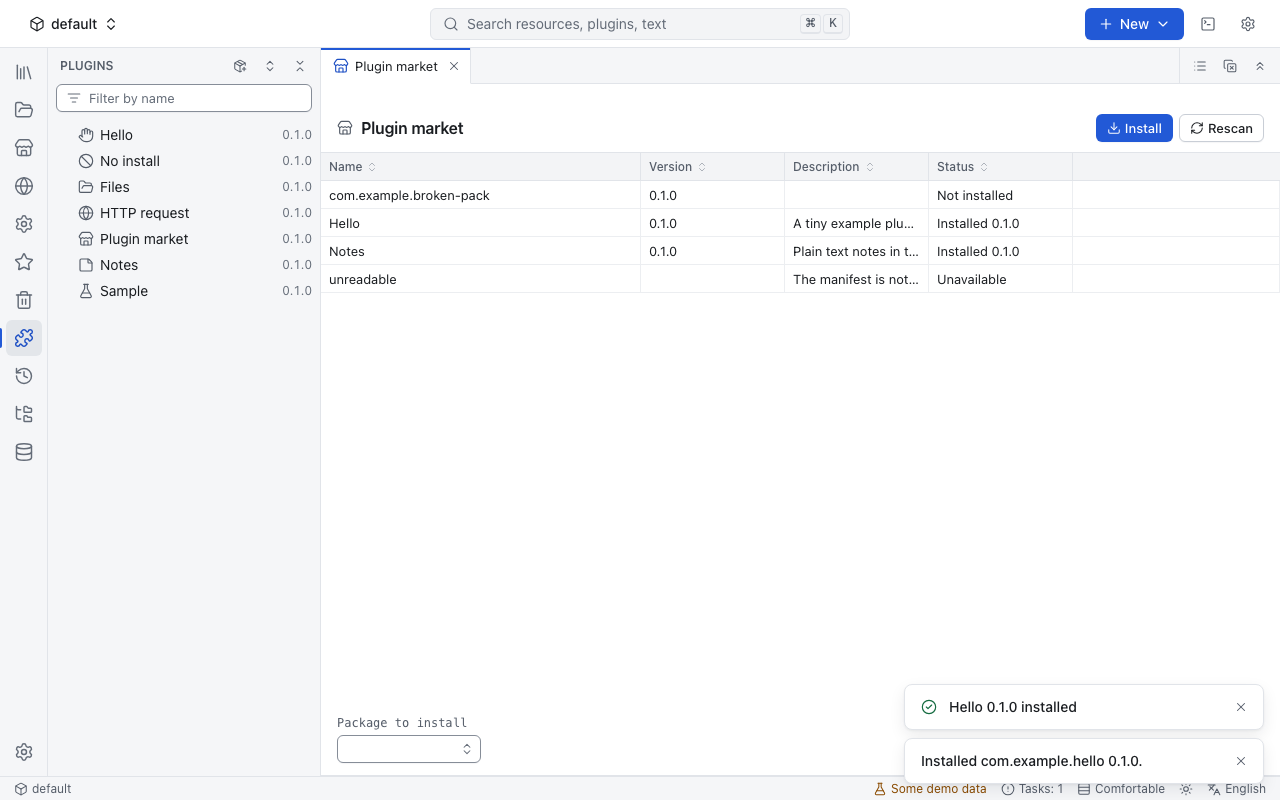 default
Search resources, plugins, text
⌘ K
New
PLUGINS
Filter by name
Hello 0.1.0
No install 0.1.0
Files 0.1.0
HTTP request 0.1.0
Plugin market 0.1.0
Notes 0.1.0
Sample 0.1.0
Plugin market
Plugin market
Install
Rescan
Name Version Description Status
com.example.broken-pack 0.1.0 Not installed
Hello 0.1.0 A tiny example plu... Installed 0.1.0
Notes 0.1.0 Plain text notes in t... Installed 0.1.0
unreadable The manifest is not... Unavailable
Package to install
Hello 0.1.0 installed
Installed com.example.hello 0.1.0.
default
Some demo data
Tasks: 1
Comfortable
English